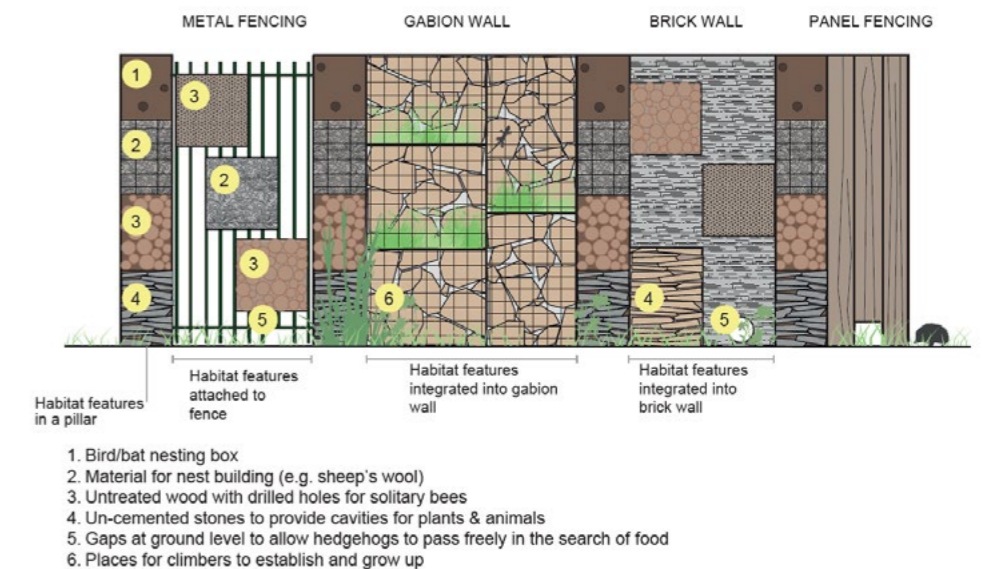 METAL FENCING
GABION WALL
BRICK WALL
PANEL FENCING
1
2
3
4
3
2
3
5
6
4
5
Habitat features
in a pillar
Habitat features
attached to
fence
Habitat features
integrated into gabion
wall
Habitat features
integrated into
brick wall
1. Bird/bat nesting box
2. Material for nest building (e.g. sheep's wool)
3. Untreated wood with drilled holes for solitary bees
4. Un-cemented stones to provide cavities for plants & animals
5. Gaps at ground level to allow hedgehogs to pass freely in the search of food
6. Places for climbers to establish and grow up